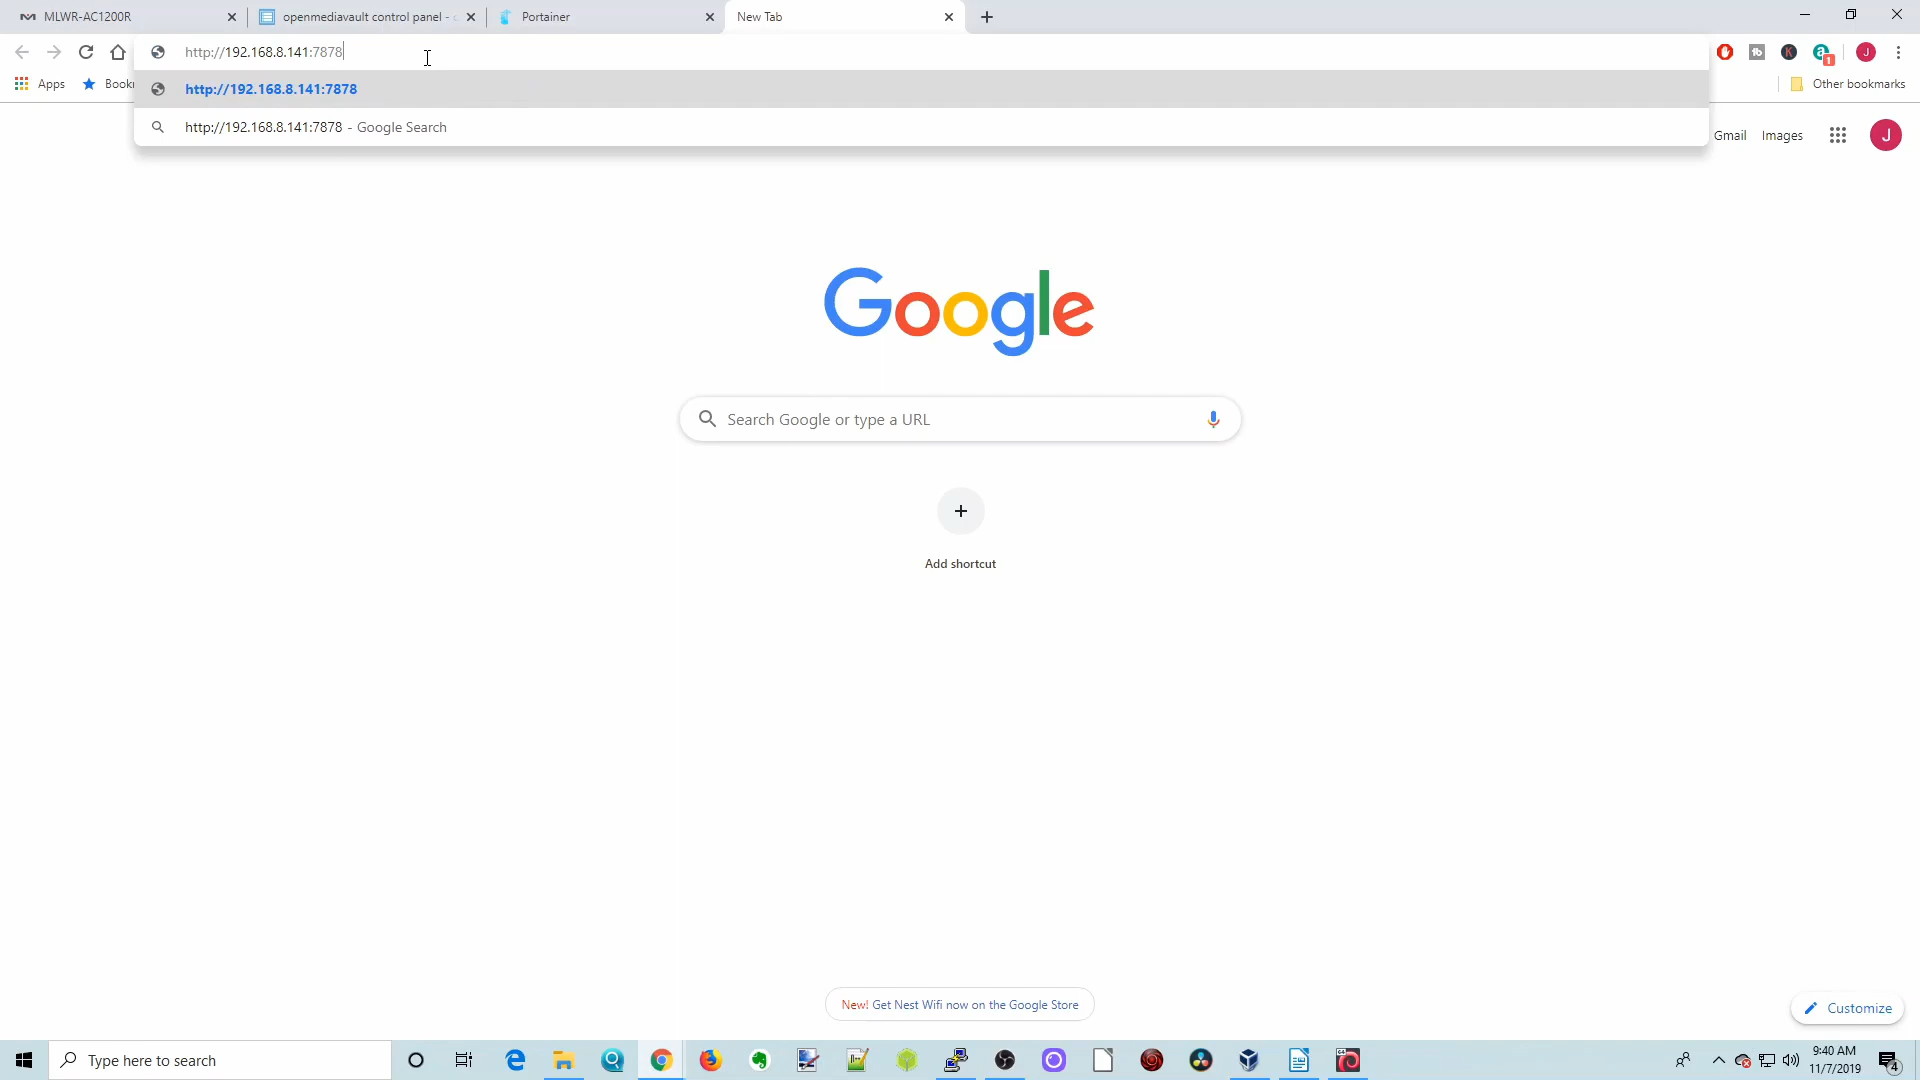 MLWR-AC1200R
openmediavault control panel -
Portainer
New Tab
http://192.168.8.141:7878
Apps
Bookr
http://192.168.8.141:7878
Other bookmarks
http://192.168.8.141:7878 - Google Search
Gmail
Images
J
Google
Search Google or type a URL
Add shortcut
New! Get Nest Wifi now on the Google Store
Customize
Type here to search
9:40 AM
11/7/2019
4